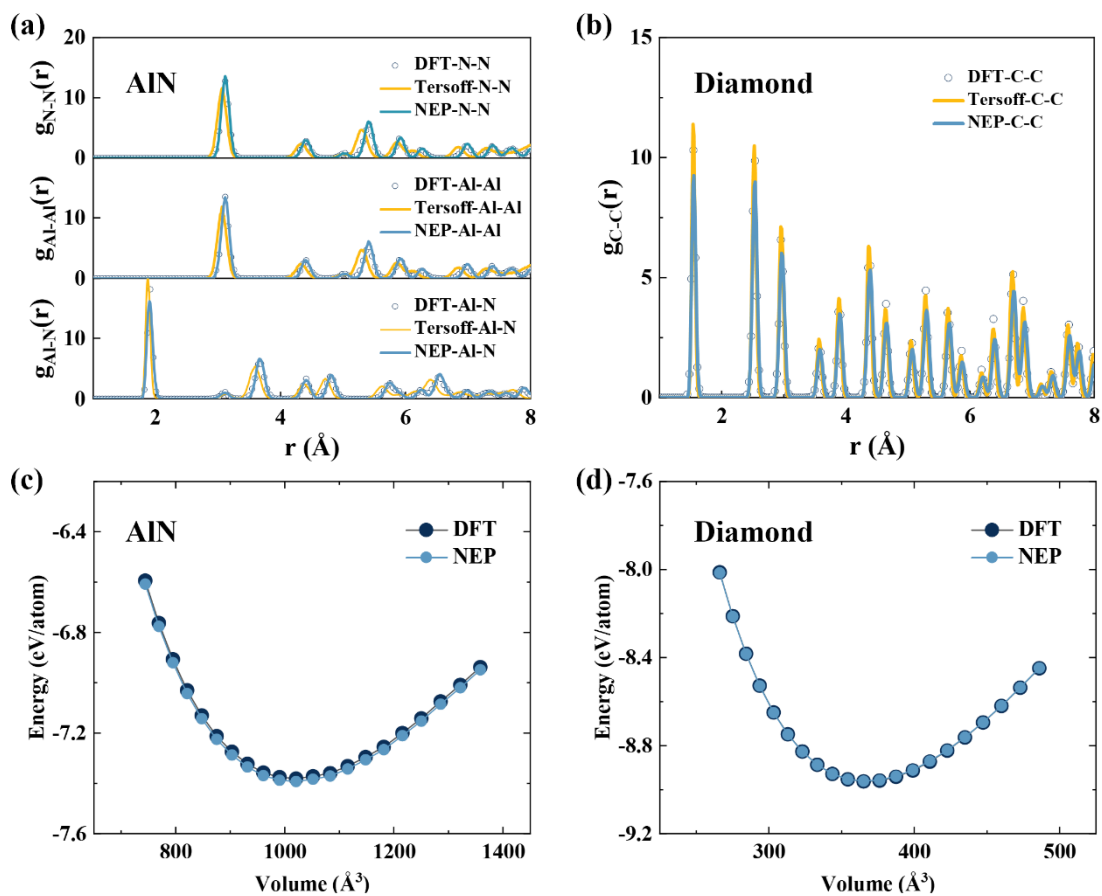 (a)
AlN
g_N-N(r)
20
10
0
DFT-N-N
Tersoff-N-N
NEP-N-N
g_Al-Al(r)
10
0
DFT-Al-Al
Tersoff-Al-Al
NEP-Al-Al
g_Al-N(r)
10
0
DFT-Al-N
Tersoff-Al-N
NEP-Al-N
2 4 6 8
r (Å)
(b)
Diamond
g_C-C(r)
15
10
5
0
DFT-C-C
Tersoff-C-C
NEP-C-C
2 4 6 8
r (Å)
(c)
AlN
DFT
NEP
Energy (eV/atom)
-6.4
-6.8
-7.2
-7.6
800 1000 1200 1400
Volume (Å³)
(d)
Diamond
DFT
NEP
Energy (eV/atom)
-7.6
-8.0
-8.4
-8.8
-9.2
300 400 500
Volume (Å³)